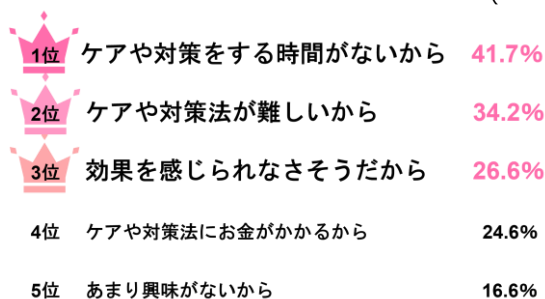 1位 ケアや対策をする時間がないから 41.7%
2位 ケアや対策法が難しいから 34.2%
3位 効果を感じられなさそうだから 26.6%
4位 ケアや対策法にお金がかかるから 24.6%
5位 あまり興味がないから 16.6%